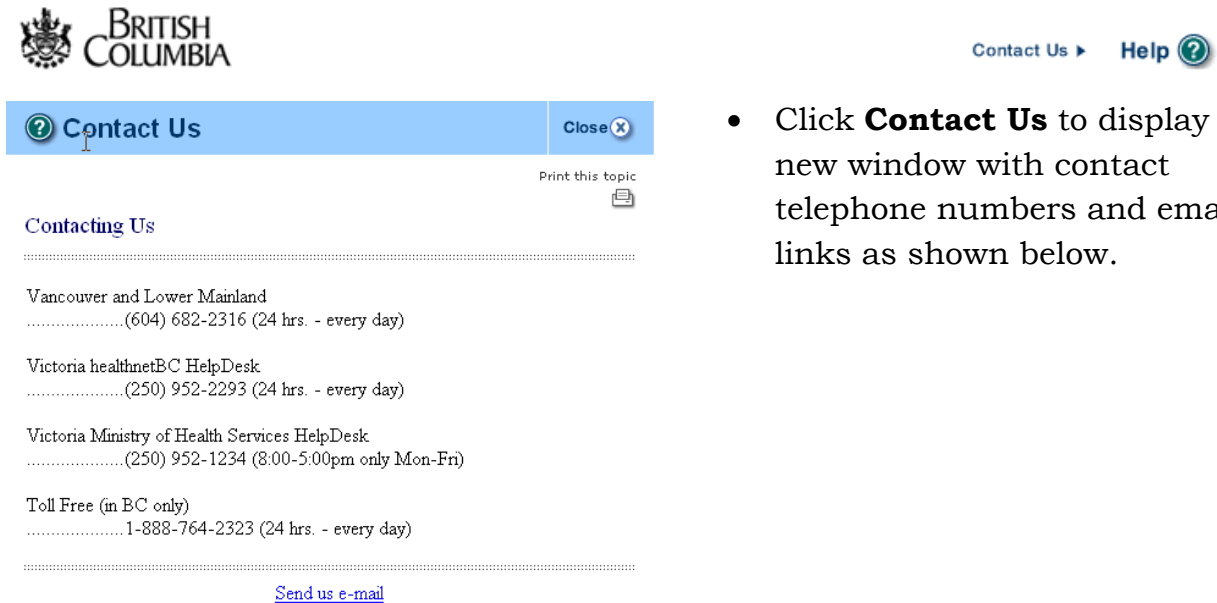 BRITISH
COLUMBIA
Contact Us
Help ?
? Contact Us
Close X
Print this topic
Contacting Us
Vancouver and Lower Mainland
....................(604) 682-2316 (24 hrs. - every day)
Victoria healthnetBC HelpDesk
....................(250) 952-2293 (24 hrs. - every day)
Victoria Ministry of Health Services HelpDesk
....................(250) 952-1234 (8:00-5:00pm only Mon-Fri)
Toll Free (in BC only)
....................1-888-764-2323 (24 hrs. - every day)
Send us e-mail
• Click Contact Us to display
new window with contact
telephone numbers and
links as shown below.